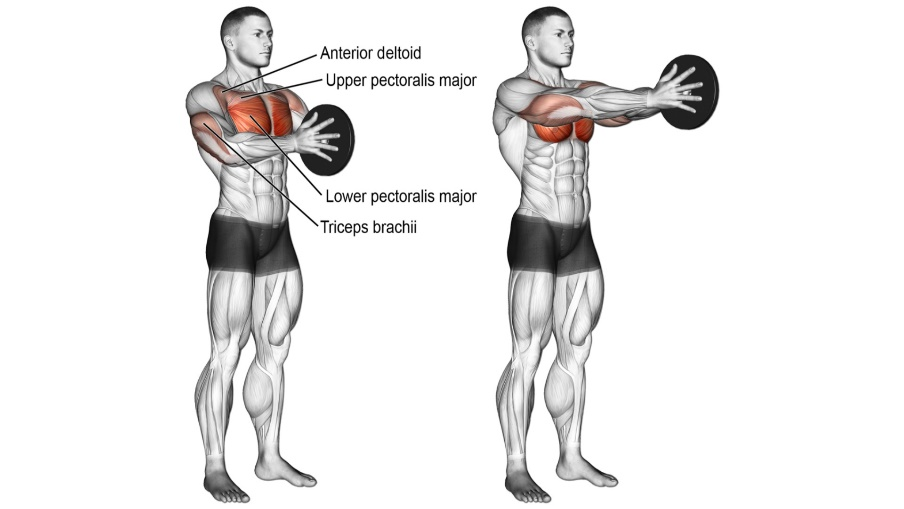 Anterior deltoid
Upper pectoralis major
Lower pectoralis major
Triceps brachii